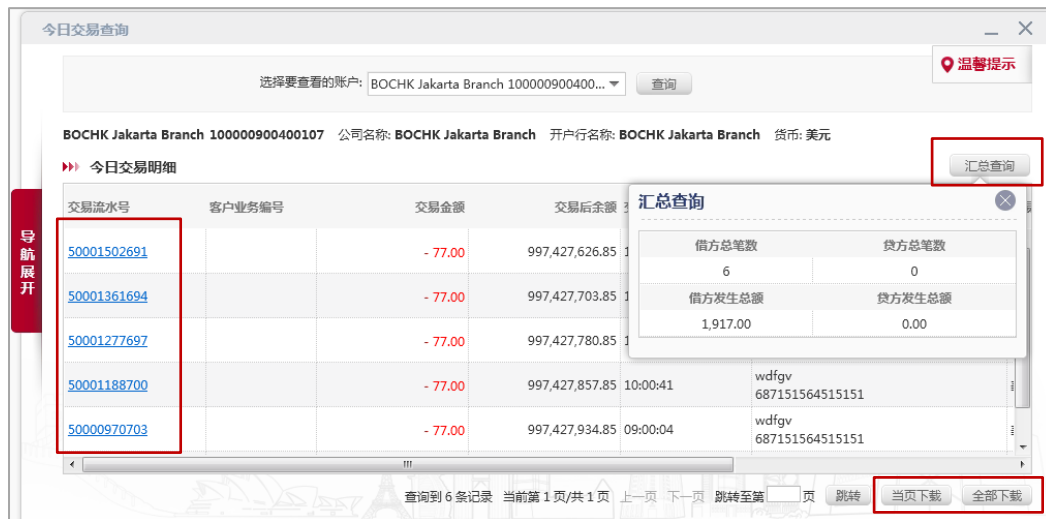 今日交易查询
温馨提示
选择要查看的账户: BOCHK Jakarta Branch 100000900400... 查询
BOCHK Jakarta Branch 100000900400107 公司名称: BOCHK Jakarta Branch 开户行名称: BOCHK Jakarta Branch 货币: 美元
今日交易明细
汇总查询
导航展开
交易流水号 客户业务编号 交易金额 交易后余额
50001502691 - 77.00 997,427,626.85
50001361694 - 77.00 997,427,703.85
50001277697 - 77.00 997,427,780.85
50001188700 - 77.00 997,427,857.85 10:00:41 wdfgv
687151564515151
50000970703 - 77.00 997,427,934.85 09:00:04 wdfgv
687151564515151
汇总查询
借方总笔数 贷方总笔数
6 0
借方发生总额 贷方发生总额
1,917.00 0.00
查询到 6 条记录 当前第 1 页/共 1 页 上一页 下一页 跳转至第 页 跳转 当页下载 全部下载